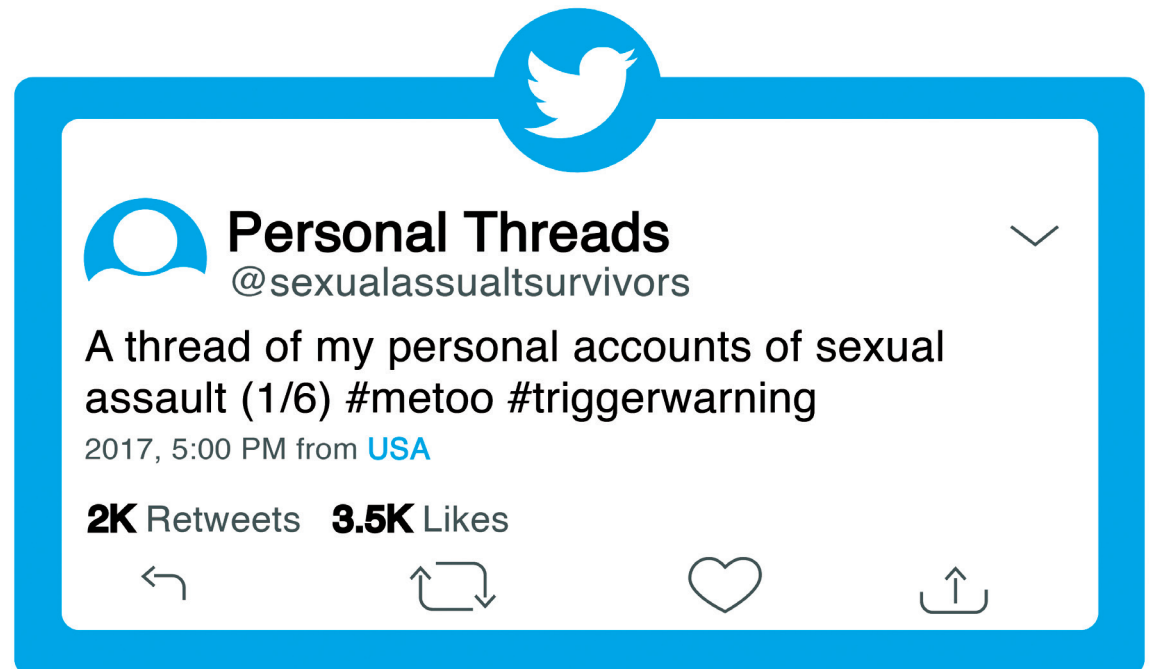 Personal Threads
@sexualassualtsurvivors
A thread of my personal accounts of sexual
assault (1/6) #metoo #triggerwarning
2017, 5:00 PM from USA
2K Retweets 3.5K Likes